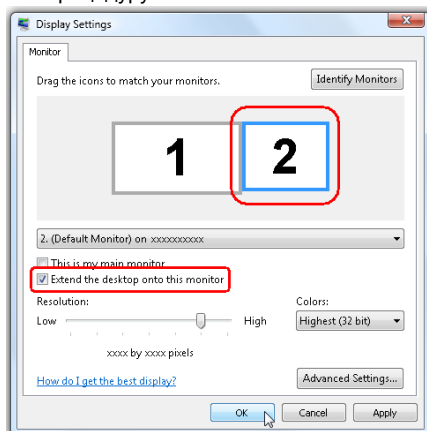 Display Settings
Monitor
Drag the icons to match your monitors.
Identify Monitors
1 2
2. (Default Monitor) on xxxxxxxxxx
This is my main monitor
Extend the desktop onto this monitor
Resolution:
Colors:
Low High
Highest (32 bit)
xxxx by xxxx pixels
How do I get the best display?
Advanced Settings...
OK Cancel Apply